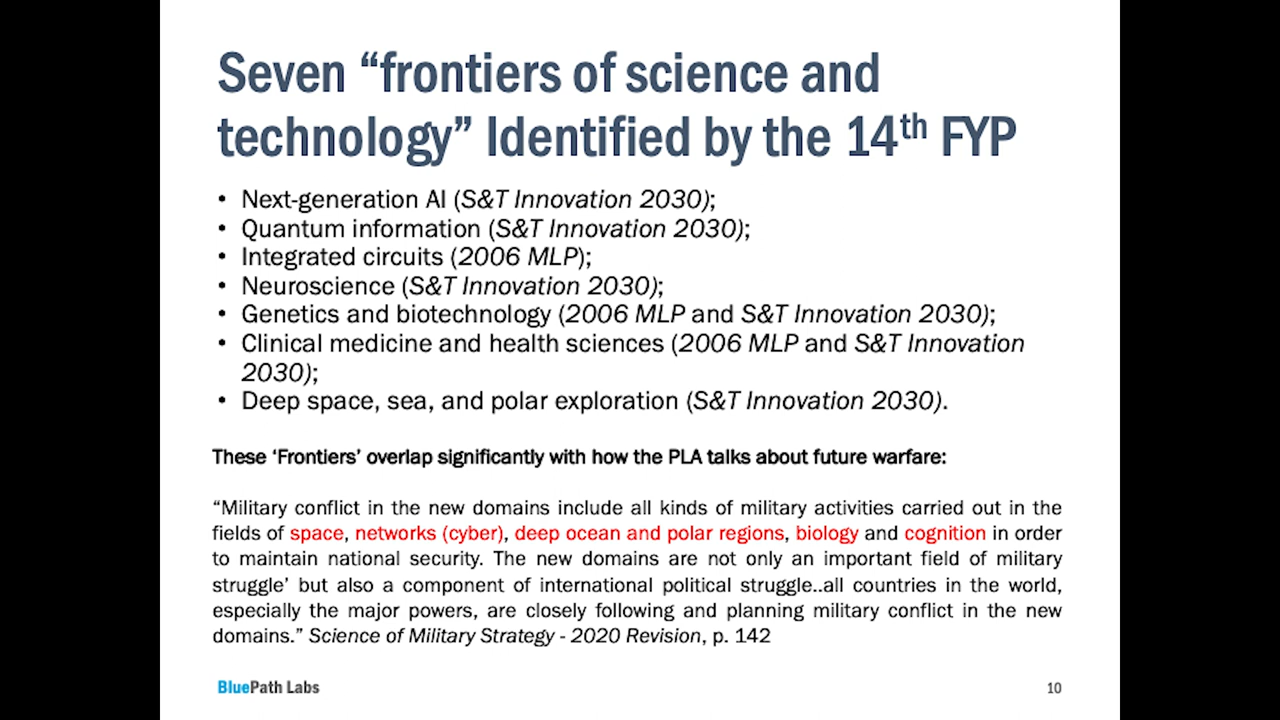 Seven “frontiers of science and
technology” Identified by the 14th FYP
• Next-generation AI (S&T Innovation 2030);
• Quantum information (S&T Innovation 2030);
• Integrated circuits (2006 MLP);
• Neuroscience (S&T Innovation 2030);
• Genetics and biotechnology (2006 MLP and S&T Innovation 2030);
• Clinical medicine and health sciences (2006 MLP and S&T Innovation
2030);
• Deep space, sea, and polar exploration (S&T Innovation 2030).
These ‘Frontiers’ overlap significantly with how the PLA talks about future warfare:
“Military conflict in the new domains include all kinds of military activities carried out in the
fields of space, networks (cyber), deep ocean and polar regions, biology and cognition in order
to maintain national security. The new domains are not only an important field of military
struggle’ but also a component of international political struggle..all countries in the world,
especially the major powers, are closely following and planning military conflict in the new
domains.” Science of Military Strategy - 2020 Revision, p. 142
BluePath Labs
10